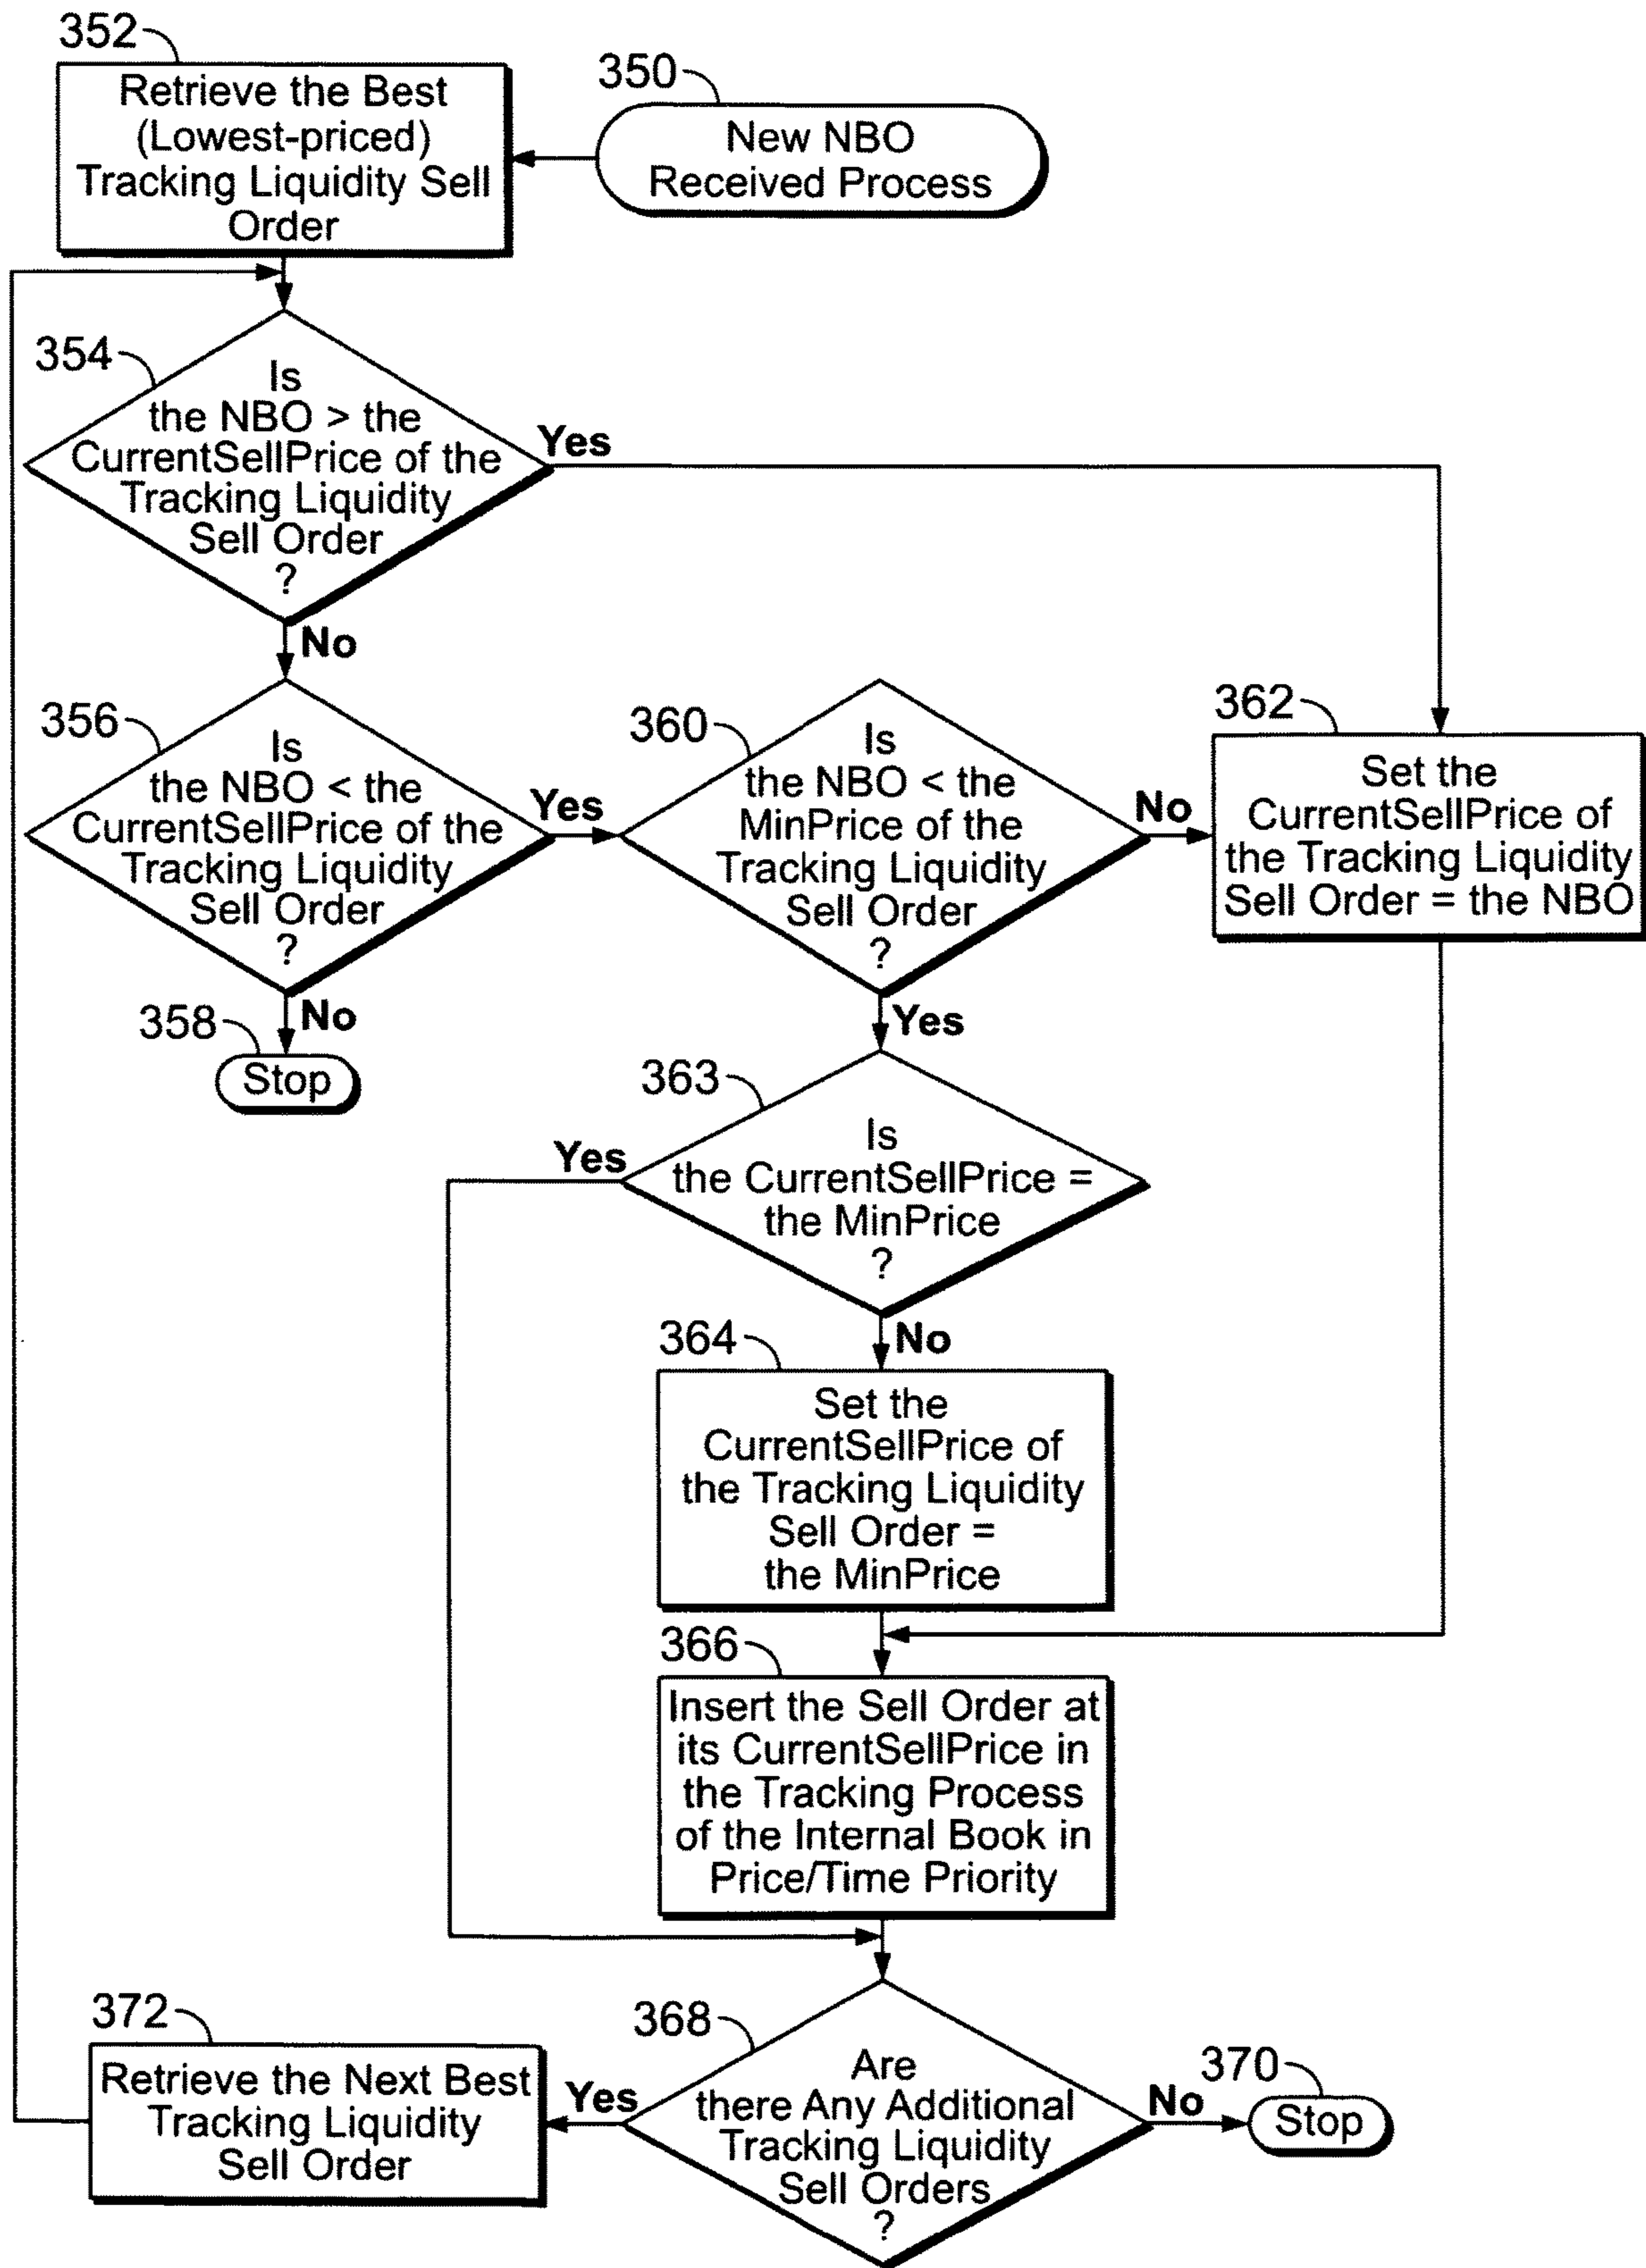 352
Retrieve the Best
(Lowest-priced)
Tracking Liquidity Sell
Order
350
New NBO
Received Process
354
Is
the NBO > the
CurrentSellPrice of the
Tracking Liquidity
Sell Order
?
Yes
No
356
Is
the NBO < the
CurrentSellPrice of the
Tracking Liquidity
Sell Order
?
Yes
No
358
Stop
360
Is
the NBO < the
MinPrice of the
Tracking Liquidity
Sell Order
?
No
Yes
362
Set the
CurrentSellPrice of
the Tracking Liquidity
Sell Order = the NBO
363
Is
the CurrentSellPrice =
the MinPrice
?
Yes
No
364
Set the
CurrentSellPrice of
the Tracking Liquidity
Sell Order =
the MinPrice
366
Insert the Sell Order at
its CurrentSellPrice in
the Tracking Process
of the Internal Book in
Price/Time Priority
368
Are
there Any Additional
Tracking Liquidity
Sell Orders
?
Yes
No
370
Stop
372
Retrieve the Next Best
Tracking Liquidity
Sell Order